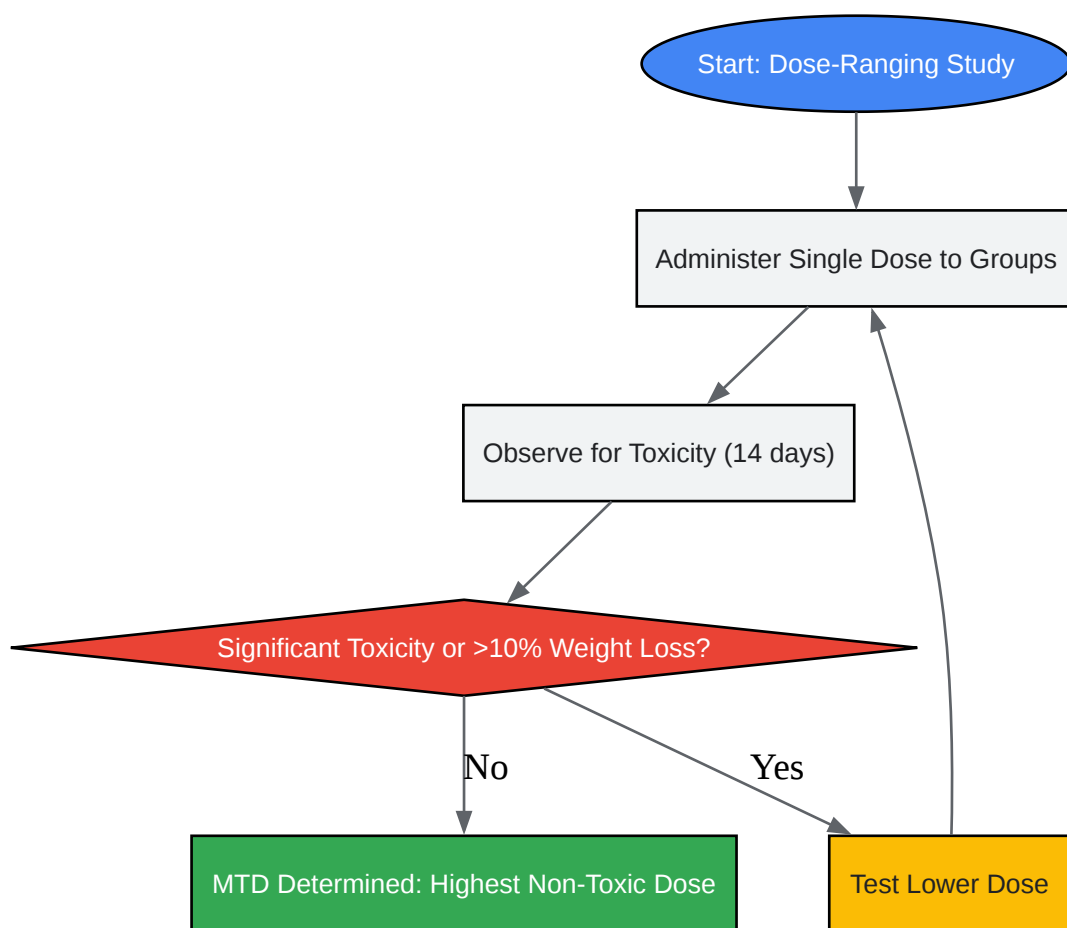 Start: Dose-Ranging Study
Administer Single Dose to Groups
Observe for Toxicity (14 days)
Significant Toxicity or >10% Weight Loss?
No
Yes
MTD Determined: Highest Non-Toxic Dose
Test Lower Dose